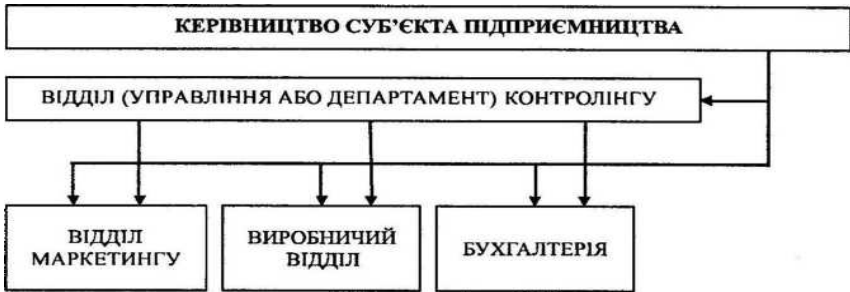 КЕРІВНИЦТВО СУБ’ЄКТА ПІДПРИЄМНИЦТВА
ВІДДІЛ (УПРАВЛІННЯ АБО ДЕПАРТАМЕНТ) КОНТРОЛІНГУ
ВІДДІЛ
МАРКЕТИНГУ
ВИРОБНИЧИЙ
ВІДДІЛ
БУХГАЛТЕРІЯ